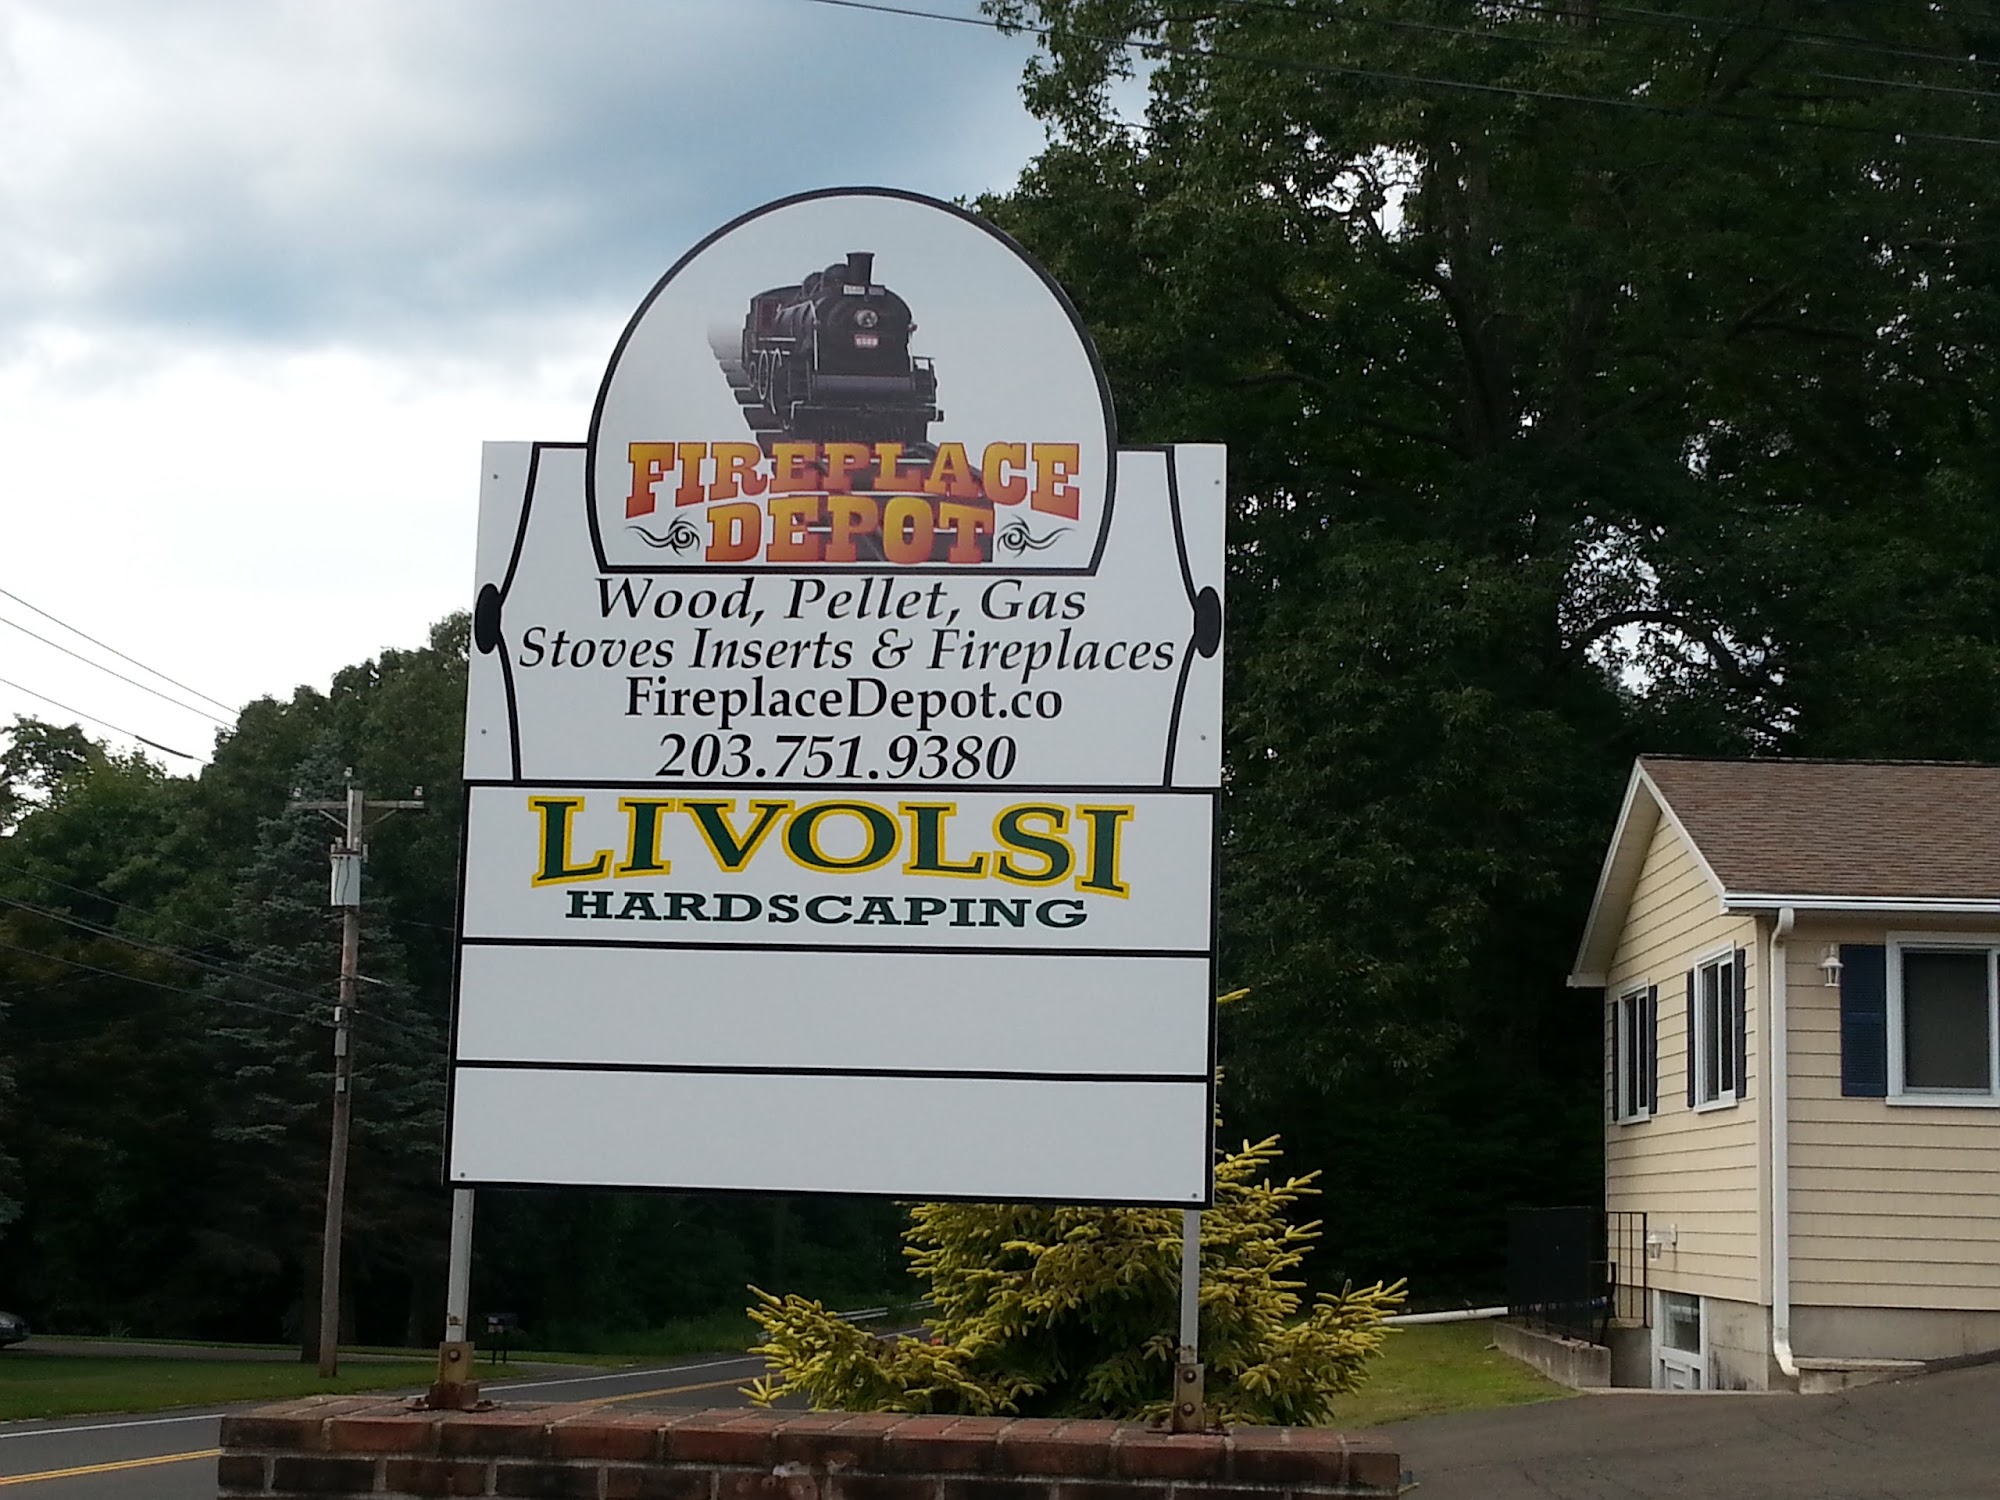 FIREPLACE
DEPOT
Wood, Pellet, Gas
Stoves Inserts & Fireplaces
FireplaceDepot.co
203.751.9380
LIVOLSI
HARDSCAPING